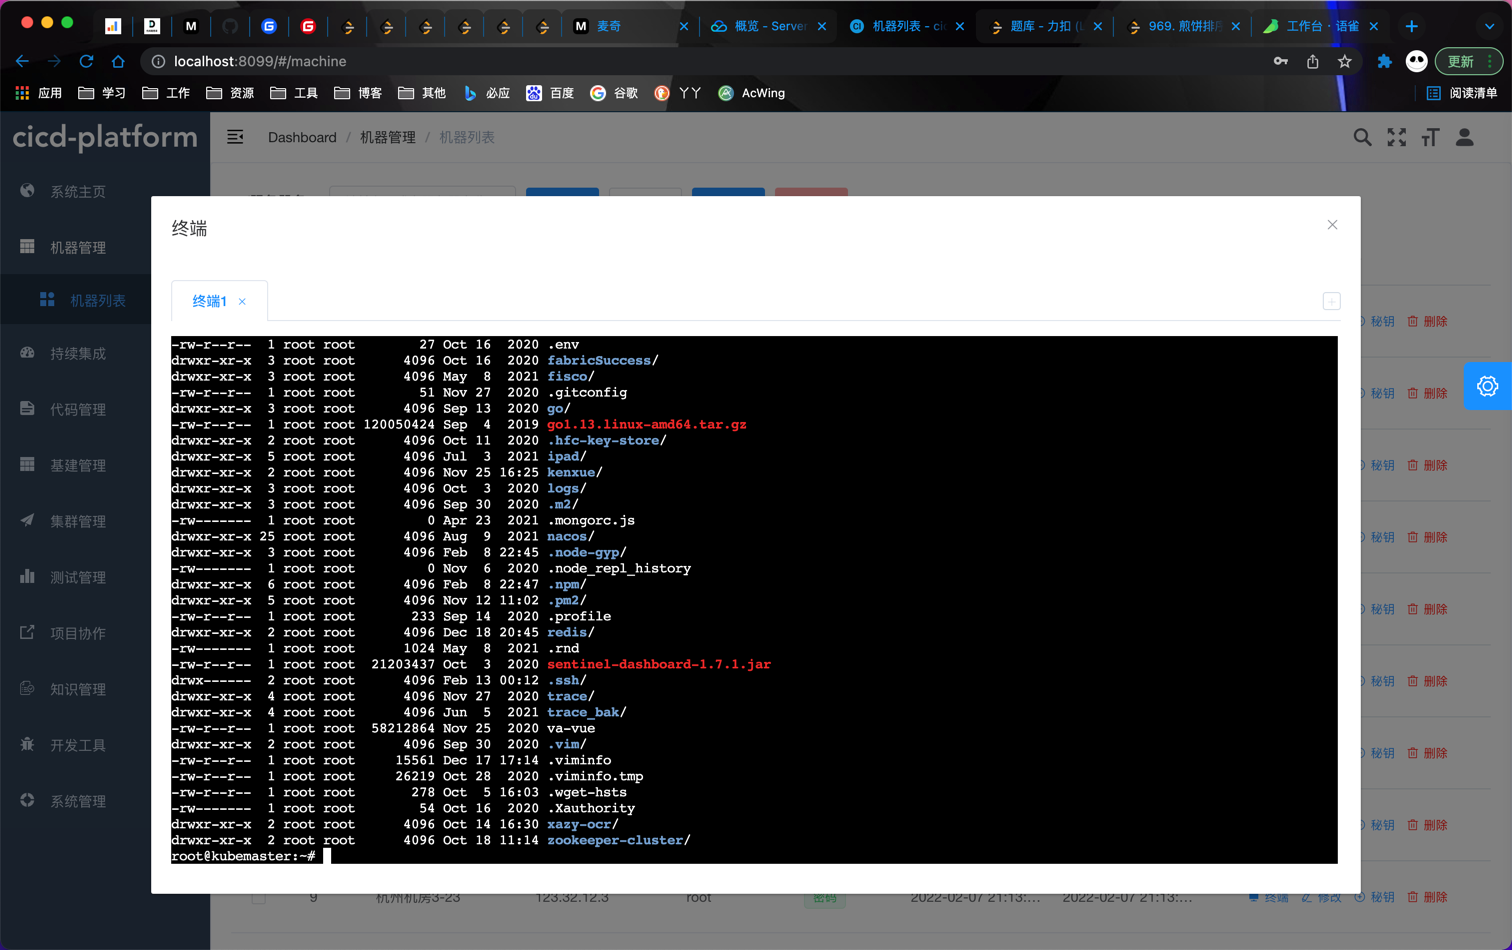 麦奇
概览 - Server
机器列表 - cic
题库 - 力扣 (L
969. 煎饼排序
工作台 · 语雀
localhost:8099/#/machine
更新
应用 学习 工作 资源 工具 博客 其他 必应 百度 谷歌 丫丫 AcWing 阅读清单
cicd-platform
Dashboard / 机器管理 / 机器列表
系统主页
机器管理
机器列表
持续集成
代码管理
基建管理
集群管理
测试管理
项目协作
知识管理
开发工具
系统管理
终端
终端1
-rw-r--r-- 1 root root 27 Oct 16 2020 .env
drwxr-xr-x 3 root root 4096 Oct 16 2020 fabricSuccess/
drwxr-xr-x 3 root root 4096 May 8 2021 fisco/
-rw-r--r-- 1 root root 51 Nov 27 2020 .gitconfig
drwxr-xr-x 3 root root 4096 Sep 13 2020 go/
-rw-r--r-- 1 root root 120050424 Sep 4 2019 go1.13.linux-amd64.tar.gz
drwxr-xr-x 2 root root 4096 Oct 11 2020 .hfc-key-store/
drwxr-xr-x 5 root root 4096 Jul 3 2021 ipad/
drwxr-xr-x 2 root root 4096 Nov 25 16:25 kenxue/
drwxr-xr-x 3 root root 4096 Oct 3 2020 logs/
drwxr-xr-x 3 root root 4096 Sep 30 2020 .m2/
-rw------- 1 root root 0 Apr 23 2021 .mongorc.js
drwxr-xr-x 25 root root 4096 Aug 9 2021 nacos/
drwxr-xr-x 3 root root 4096 Feb 8 22:45 .node-gyp/
-rw------- 1 root root 0 Nov 6 2020 .node_repl_history
drwxr-xr-x 6 root root 4096 Feb 8 22:47 .npm/
drwxr-xr-x 5 root root 4096 Nov 12 11:02 .pm2/
-rw-r--r-- 1 root root 233 Sep 14 2020 .profile
drwxr-xr-x 2 root root 4096 Dec 18 20:45 redis/
-rw------- 1 root root 1024 May 8 2021 .rnd
-rw-r--r-- 1 root root 21203437 Oct 3 2020 sentinel-dashboard-1.7.1.jar
drwx------ 2 root root 4096 Feb 13 00:12 .ssh/
drwxr-xr-x 4 root root 4096 Nov 27 2020 trace/
drwxr-xr-x 4 root root 4096 Jun 5 2021 trace_bak/
-rw-r--r-- 1 root root 58212864 Nov 25 2020 va-vue
drwxr-xr-x 2 root root 4096 Sep 30 2020 .vim/
-rw-r--r-- 1 root root 15561 Dec 17 17:14 .viminfo
-rw-r--r-- 1 root root 26219 Oct 28 2020 .viminfo.tmp
-rw-r--r-- 1 root root 278 Oct 5 16:03 .wget-hsts
-rw------- 1 root root 54 Oct 16 2020 .Xauthority
drwxr-xr-x 2 root root 4096 Oct 14 16:30 xazy-ocr/
drwxr-xr-x 2 root root 4096 Oct 18 11:14 zookeeper-cluster/
root@kubemaster:~#
秘钥 删除
秘钥 删除
秘钥 删除
秘钥 删除
秘钥 删除
秘钥 删除
秘钥 删除
秘钥 删除
9 杭州机房3-23 123.32.12.3 root 密码 2022-02-07 21:13:... 2022-02-07 21:13:... 终端 修改 秘钥 删除